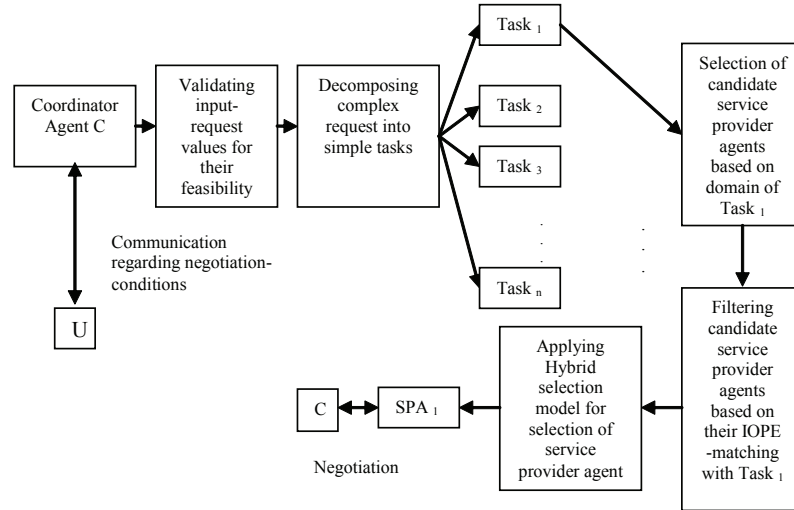 Coordinator
Agent C
Validating
input-
request
values for
their
feasibility
Decomposing
complex
request into
simple tasks
Task 1
Task 2
Task 3
Task n
Selection of
candidate
service
provider
agents
based on
domain of
Task 1
Communication
regarding negotiation-
conditions
U
Filtering
candidate
service
provider
agents
based on
their IOPE
-matching
with Task 1
Applying
Hybrid
selection
model for
selection of
service
provider agent
SPA 1
C
Negotiation